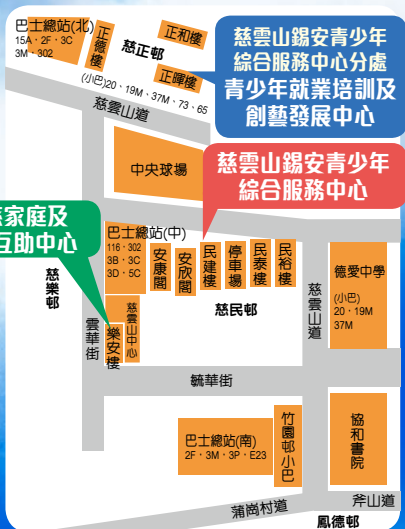 巴士總站(北)
15A．2F．3C
3M．302
正德樓
慈正邨
正和樓
正暉樓
(小巴)20．19M．37M．73．65
慈雲山錫安青少年
綜合服務中心分處
青少年就業培訓及
創藝發展中心
慈雲山道
中央球場
慈雲山錫安青少年
綜合服務中心
慈家庭及
互助中心
慈樂邨
巴士總站(中)
116．302
3B．3C
3D．5C
安康閣
安欣閣
民建樓
停車場
民泰樓
民裕樓
慈民邨
慈雲山道
德愛中學
(小巴)
20．19M
37M
雲華街
樂安樓
慈雲山中心
毓華街
巴士總站(南)
2F．3M．3P．E23
竹園邨小巴
協和書院
蒲崗村道
斧山道
鳳德邨